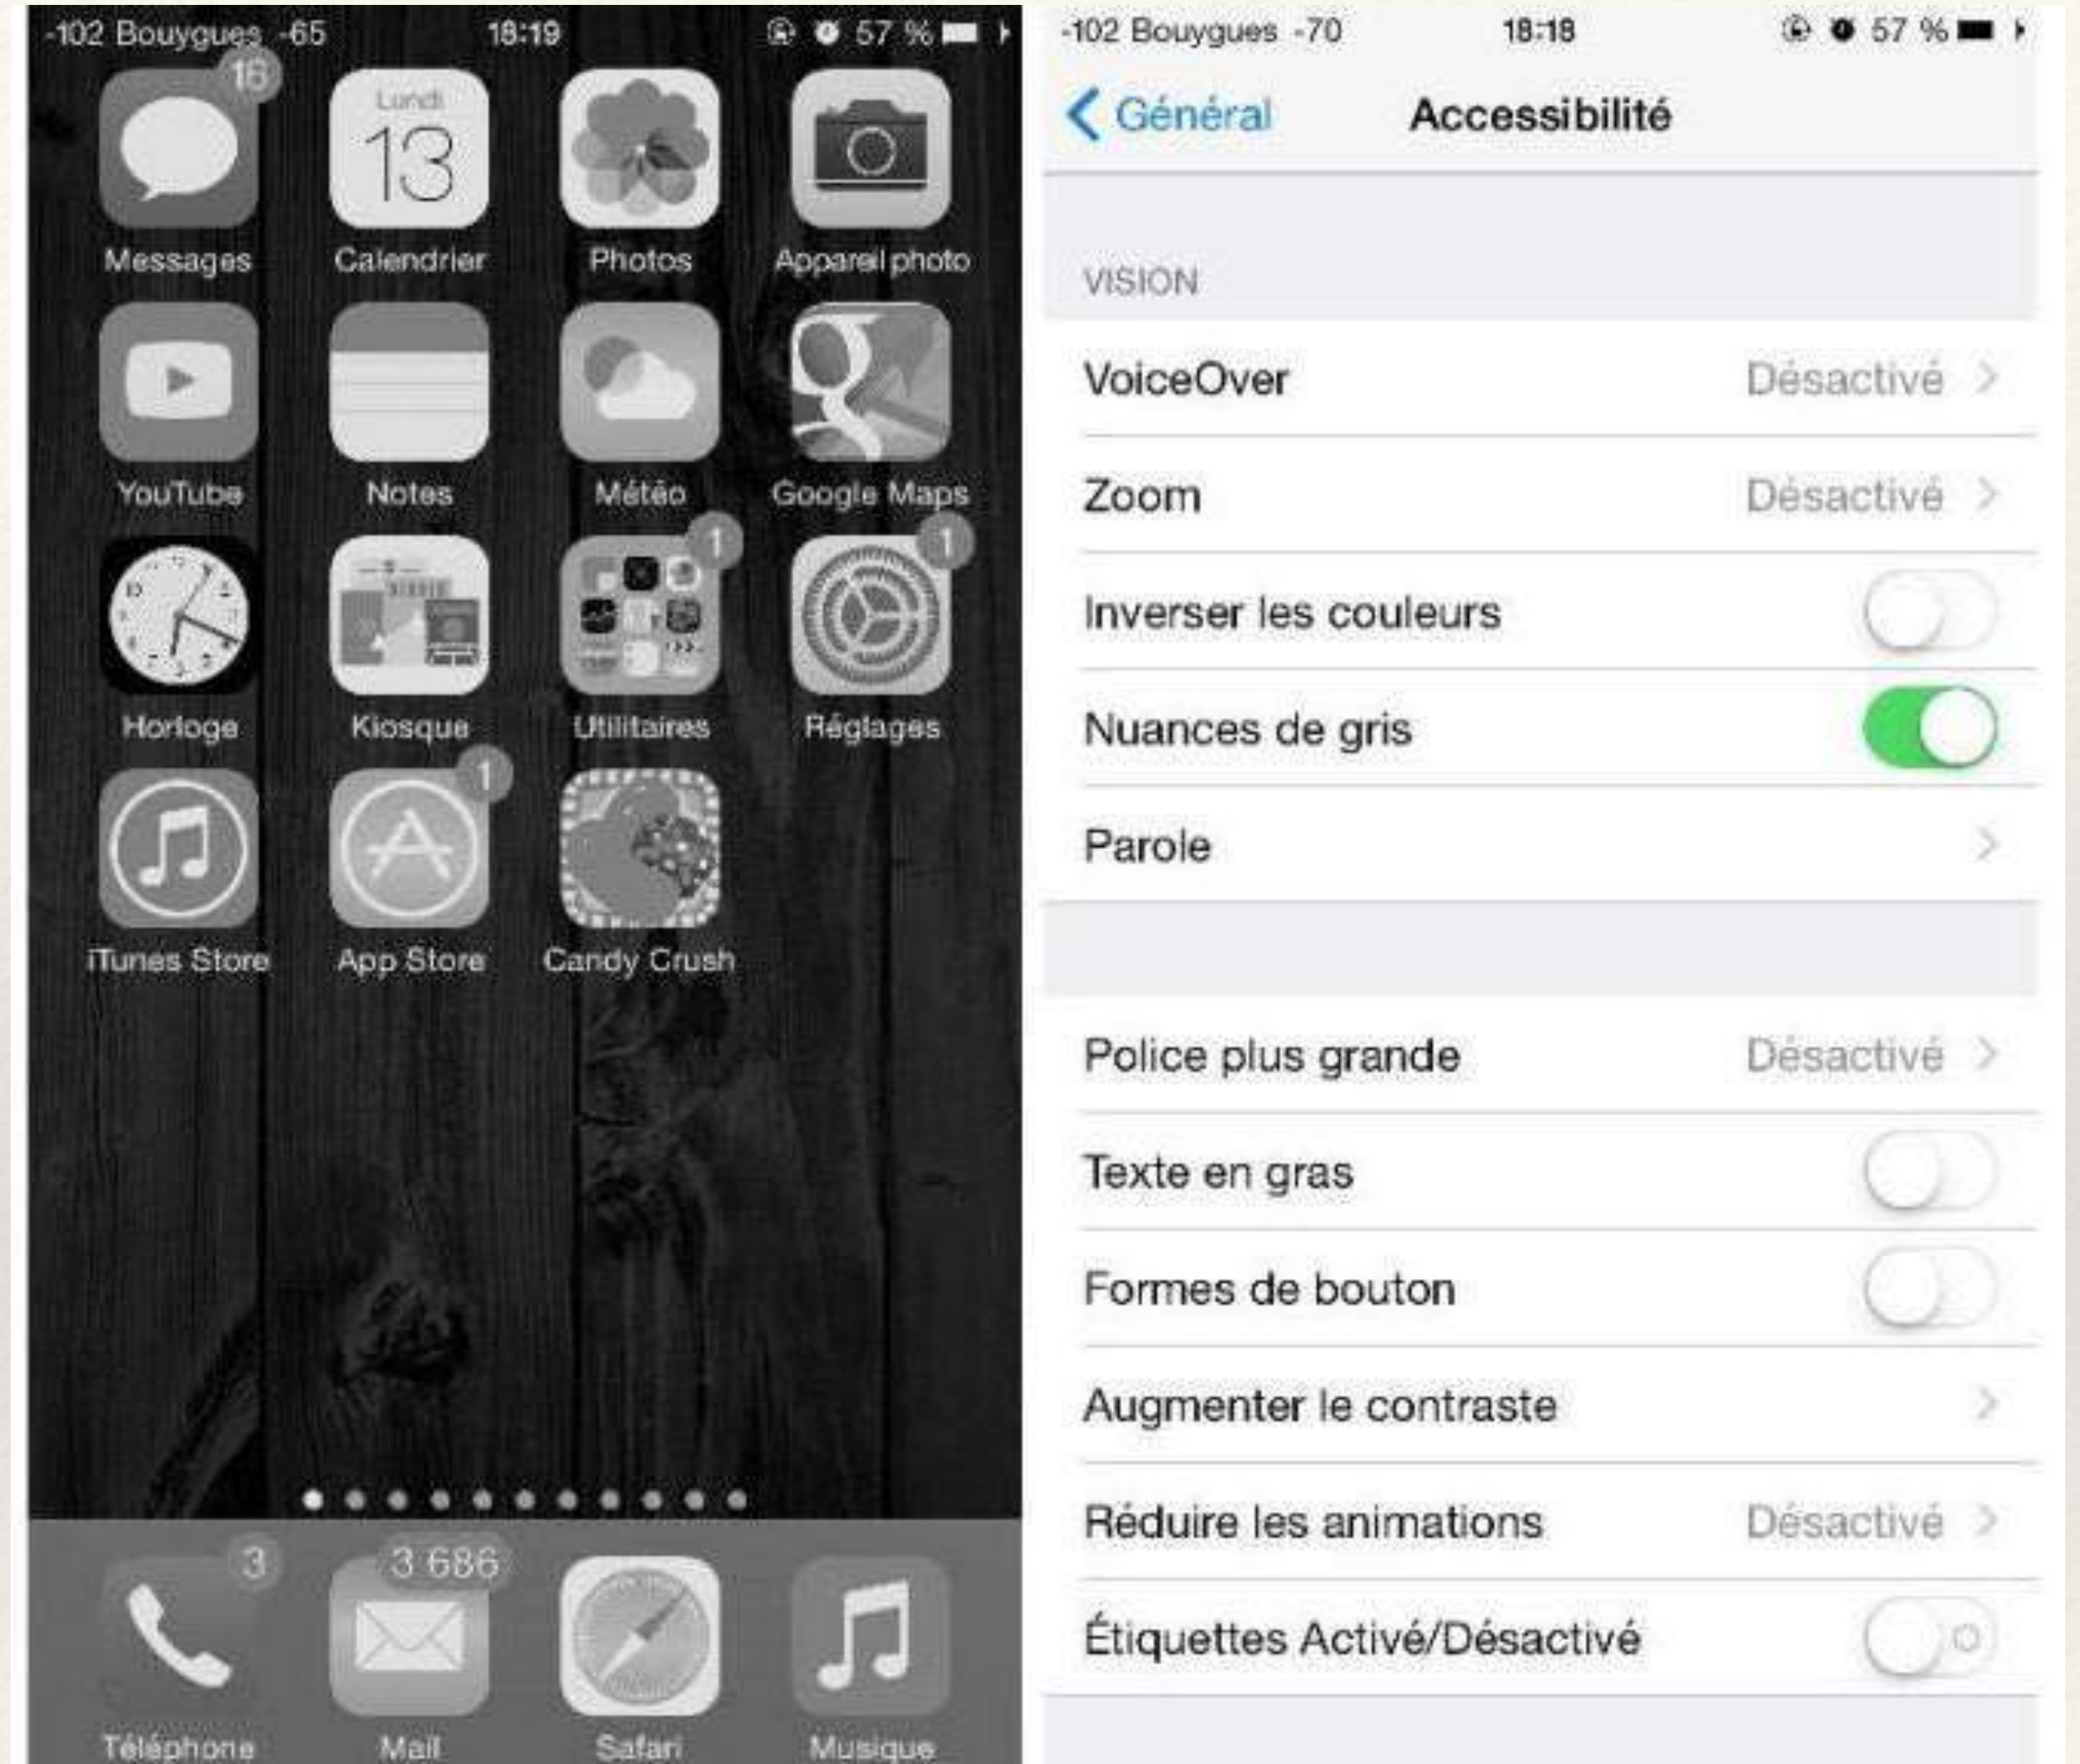 -102 Bouygues -65 18:19 57 %
18
Lundi
13
Messages Calendrier Photos Appareil photo
YouTube Notes Météo Google Maps
1 1
Horloge Kiosque Utilitaires Réglages
1
iTunes Store App Store Candy Crush
3 3 686
Téléphone Mail Safari Musique
-102 Bouygues -70 18:18 57 %
Général Accessibilité
VISION
VoiceOver Désactivé
Zoom Désactivé
Inverser les couleurs
Nuances de gris
Parole
Police plus grande Désactivé
Texte en gras
Formes de bouton
Augmenter le contraste
Réduire les animations Désactivé
Étiquettes Activé/Désactivé